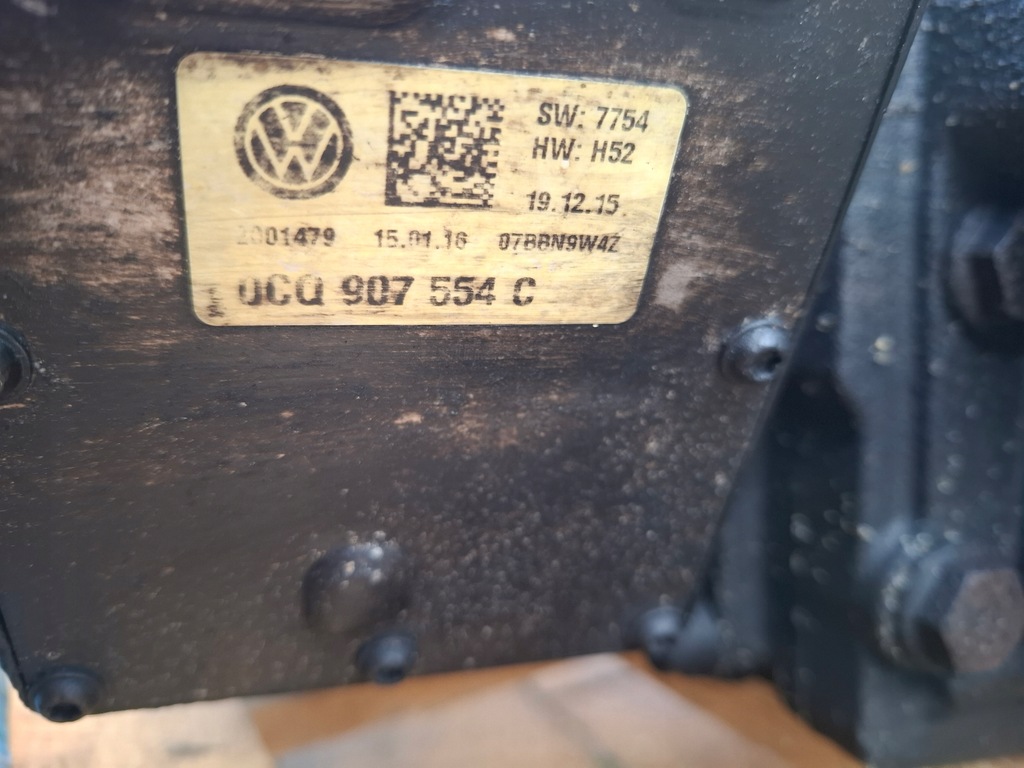 SW: 7754
HW: H52
19.12.15.
2001479 15.01.16 07BBN9W4Z
0CQ 907 554 C